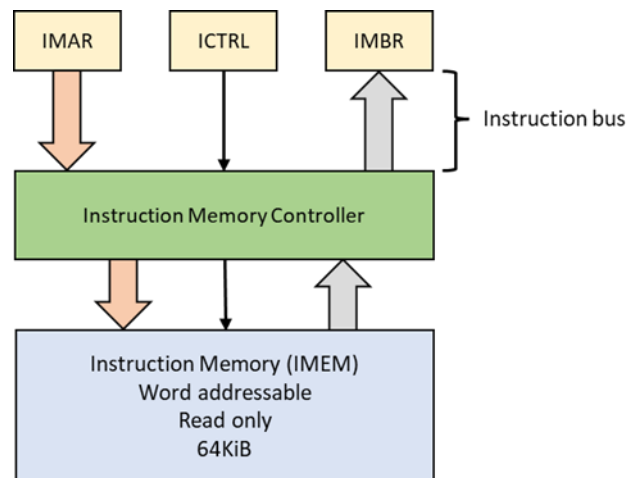 IMAR
ICTRL
IMBR
Instruction bus
Instruction Memory Controller
Instruction Memory (IMEM)
Word addressable
Read only
64KiB